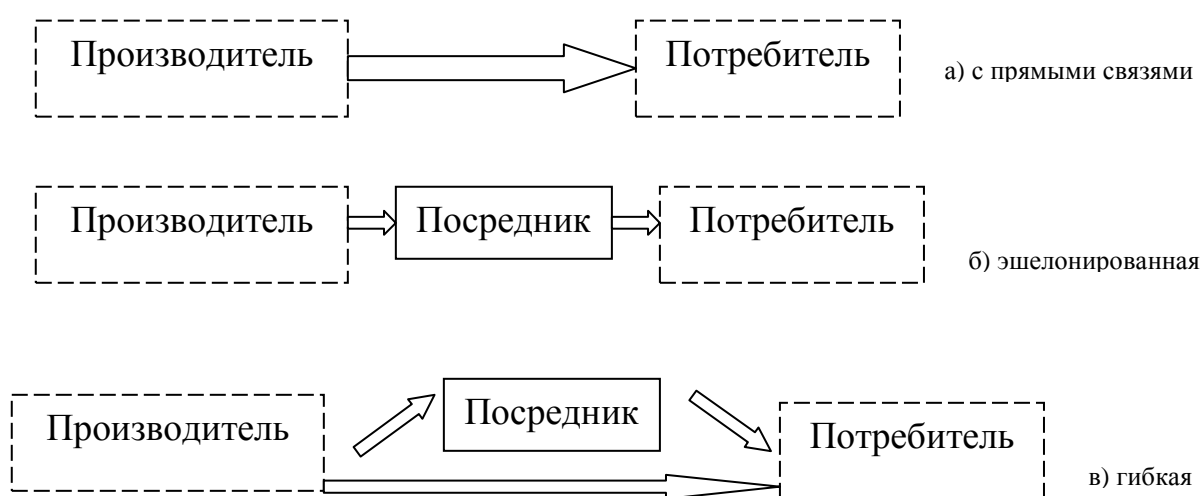 Производитель Потребитель
а) с прямыми связями
Производитель Посредник Потребитель
б) эшелонированная
Посредник
Производитель Потребитель
в) гибкая